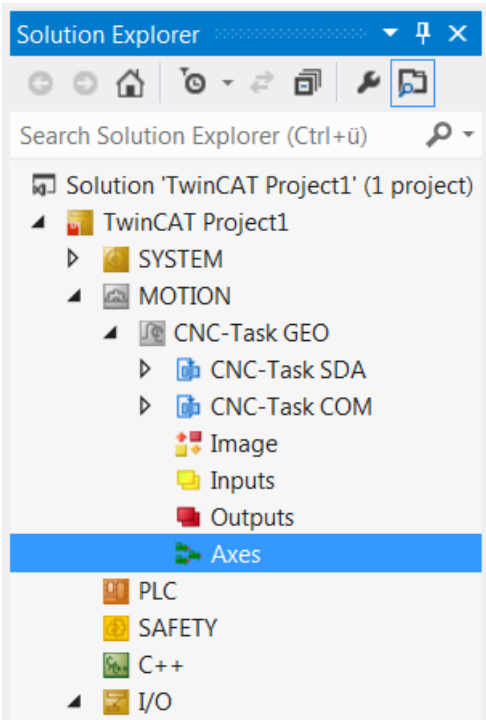 Solution Explorer
Search Solution Explorer (Ctrl+ü)
Solution 'TwinCAT Project1' (1 project)
TwinCAT Project1
SYSTEM
MOTION
CNC-Task GEO
CNC-Task SDA
CNC-Task COM
Image
Inputs
Outputs
Axes
PLC
SAFETY
C++
I/O